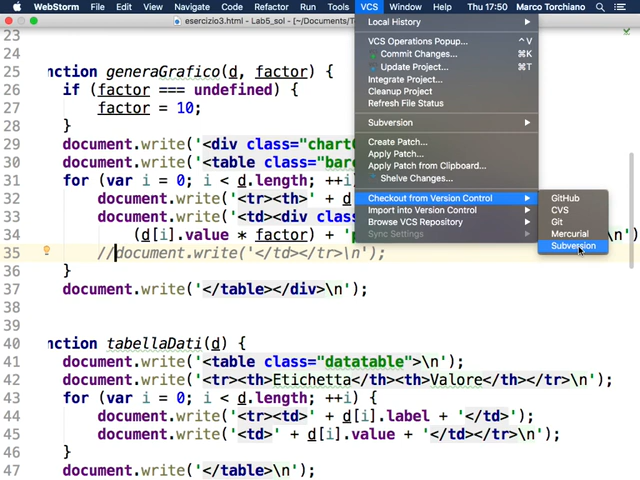 WebStorm File Edit View Navigate Code Refactor Run Tools VCS Window Help Thu 17:50 Marco Torchiano
esercizio3.html - Lab5_sol - ~/Documents/
Local History
VCS Operations Popup... ^V
Commit Changes... ⌘K
Update Project... ⌘T
Integrate Project...
Cleanup Project
Refresh File Status
Subversion
Create Patch...
Apply Patch...
Apply Patch from Clipboard...
Shelve Changes...
Checkout from Version Control
Import into Version Control
Browse VCS Repository
Sync Settings
GitHub
CVS
Git
Mercurial
Subversion
23
24
25 nction generaGrafico(d, factor) {
26 if (factor === undefined) {
27 factor = 10;
28 }
29 document.write('<div class="chart
30 document.write('<table class="bar
31 for (var i = 0; i < d.length; ++i)
32 document.write('<tr><th>' + d
33 document.write('<td><div clas
34 (d[i].value * factor) + 'p
35 //document.write('</td></tr>\n');
36 }
37 document.write('</table></div>\n');
38
39
40 nction tabellaDati(d) {
41 document.write('<table class="datatable">\n');
42 document.write('<tr><th>Etichetta</th><th>Valore</th></tr>\n');
43 for (var i = 0; i < d.length; ++i) {
44 document.write('<tr><td>' + d[i].label + '</td>');
45 document.write('<td>' + d[i].value + '</td></tr>\n');
46 }
47 document.write('</table>\n');